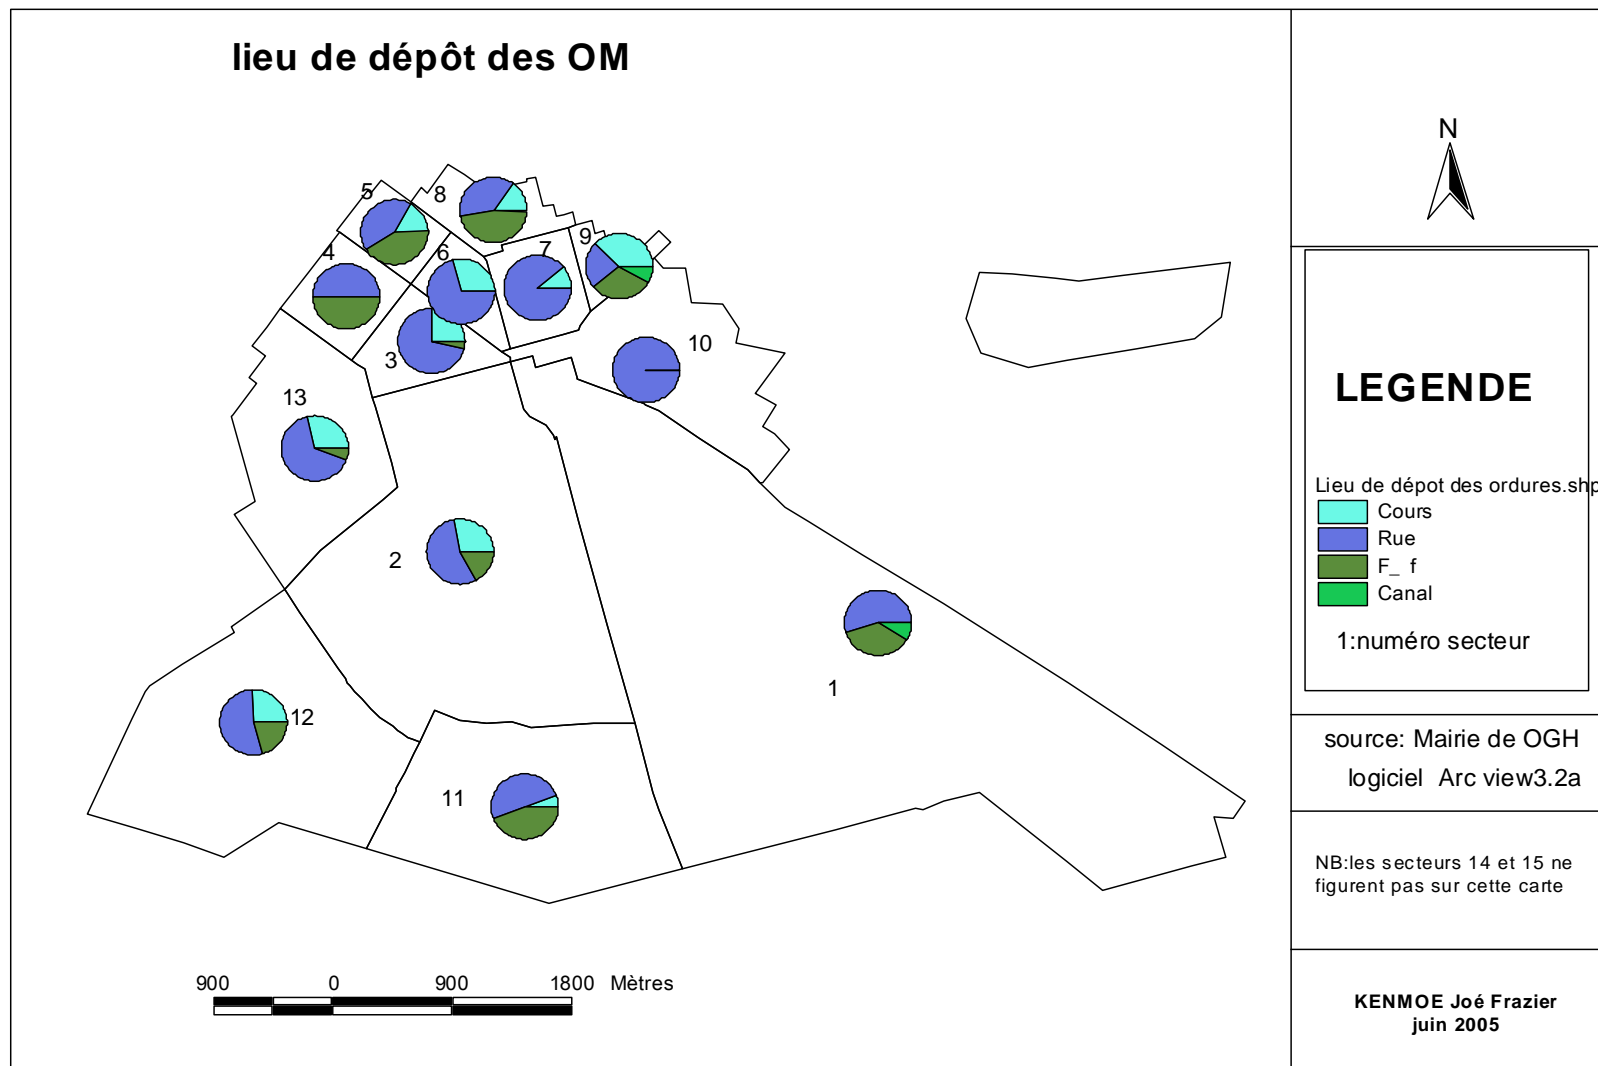 lieu de dépôt des OM
N
5
8
9
4
6
7
3
10
13
2
1
12
11
LEGENDE
Lieu de dépot des ordures.shp
Cours
Rue
F_ f
Canal
1:numéro secteur
source: Mairie de OGH
logiciel Arc view3.2a
NB:les secteurs 14 et 15 ne
figurent pas sur cette carte
900 0 900 1800 Mètres
KENMOE Joé Frazier
juin 2005